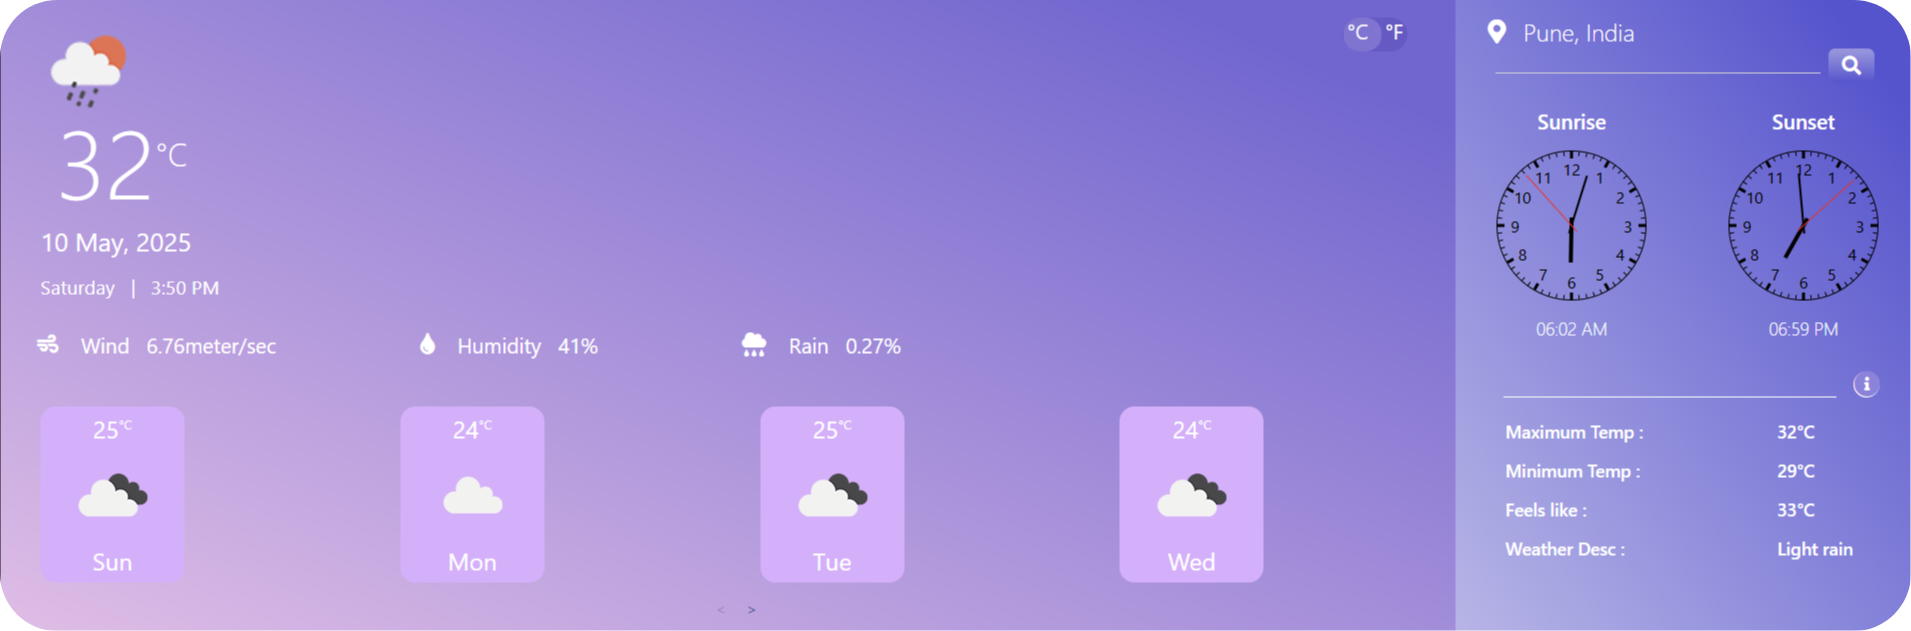 °C °F
32°C
10 May, 2025
Saturday | 3:50 PM
Wind 6.76meter/sec Humidity 41% Rain 0.27%
25°C 24°C 25°C 24°C
Sun Mon Tue Wed
< >
Pune, India
Sunrise Sunset
12 1 2 3 4 5 6 7 8 9 10 11
12 1 2 3 4 5 6 7 8 9 10 11
06:02 AM 06:59 PM
i
Maximum Temp : 32°C
Minimum Temp : 29°C
Feels like : 33°C
Weather Desc : Light rain